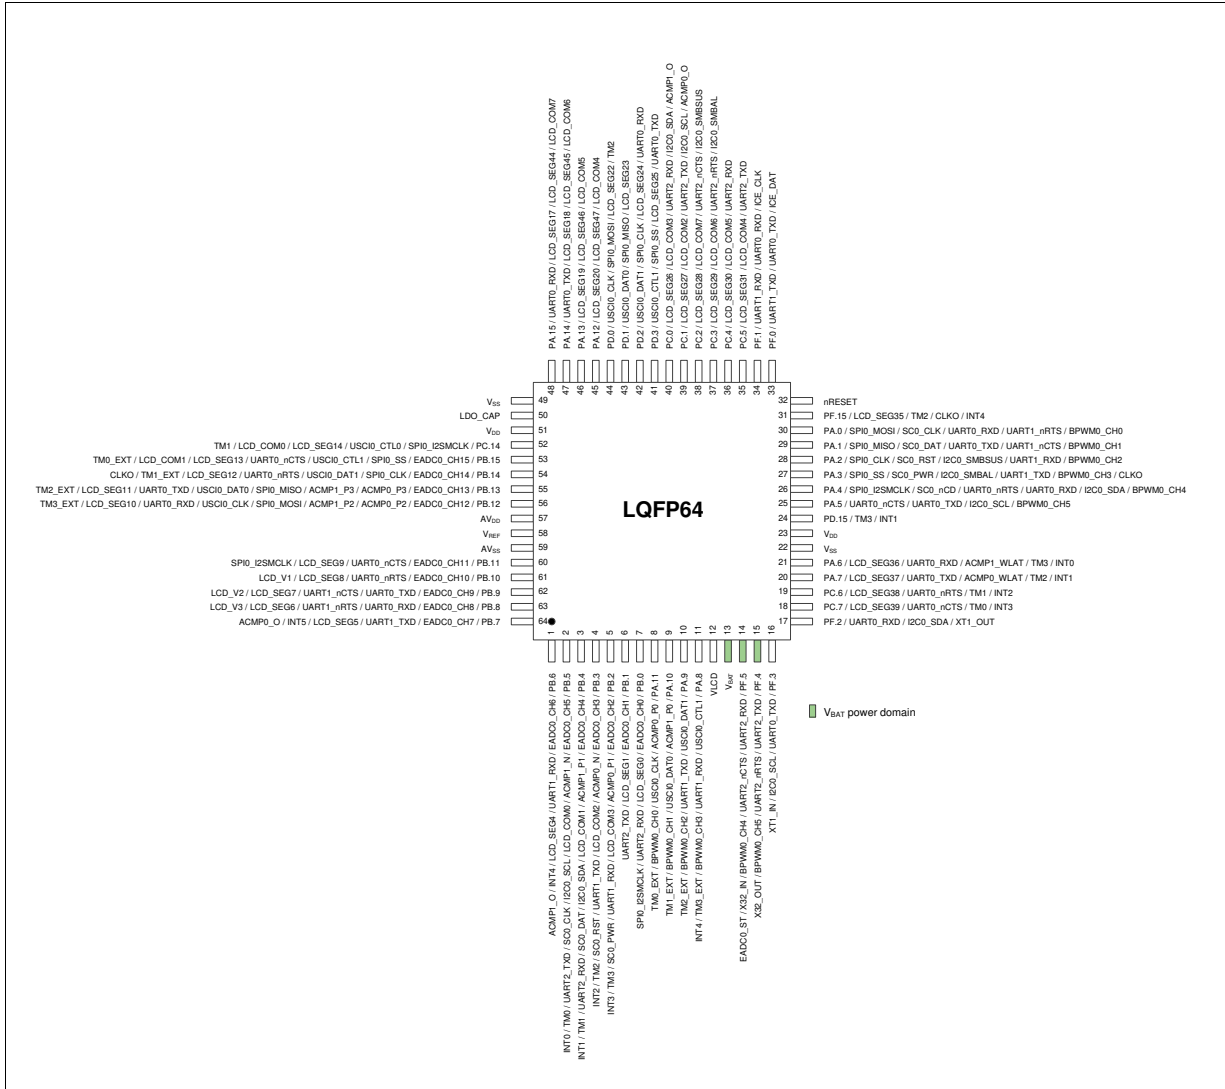 PA.15 / UART0_RXD / LCD_SEG17 / LCD_SEG44 / LCD_COM7
PA.14 / UART0_TXD / LCD_SEG18 / LCD_SEG45 / LCD_COM6
PA.13 / LCD_SEG19 / LCD_SEG46 / LCD_COM5
PA.12 / LCD_SEG20 / LCD_SEG47 / LCD_COM4
PD.0 / USCI0_CLK / SPI0_MOSI / LCD_SEG22 / TM2
PD.1 / USCI0_DAT0 / SPI0_MISO / LCD_SEG23
PD.2 / USCI0_DAT1 / SPI0_CLK / LCD_SEG24 / UART0_RXD
PD.3 / USCI0_CTL1 / SPI0_SS / LCD_SEG25 / UART0_TXD
PC.0 / LCD_SEG26 / LCD_COM3 / UART2_RXD / I2C0_SDA / ACMP1_O
PC.1 / LCD_SEG27 / LCD_COM2 / UART2_TXD / I2C0_SCL / ACMP0_O
PC.2 / LCD_SEG28 / LCD_COM7 / UART2_nCTS / I2C0_SMBSUS
PC.3 / LCD_SEG29 / LCD_COM6 / UART2_nRTS / I2C0_SMBAL
PC.4 / LCD_SEG30 / LCD_COM5 / UART2_RXD
PC.5 / LCD_SEG31 / LCD_COM4 / UART2_TXD
PF.1 / UART1_RXD / UART0_RXD / ICE_CLK
PF.0 / UART1_TXD / UART0_TXD / ICE_DAT
48 47 46 45 44 43 42 41 40 39 38 37 36 35 34 33
VSS 49
LDO_CAP 50
VDD 51
TM1 / LCD_COM0 / LCD_SEG14 / USCI0_CTL0 / SPI0_I2SMCLK / PC.14 52
TM0_EXT / LCD_COM1 / LCD_SEG13 / UART0_nCTS / USCI0_CTL1 / SPI0_SS / EADC0_CH15 / PB.15 53
CLKO / TM1_EXT / LCD_SEG12 / UART0_nRTS / USCI0_DAT1 / SPI0_CLK / EADC0_CH14 / PB.14 54
TM2_EXT / LCD_SEG11 / UART0_TXD / USCI0_DAT0 / SPI0_MISO / ACMP1_P3 / ACMP0_P3 / EADC0_CH13 / PB.13 55
TM3_EXT / LCD_SEG10 / UART0_RXD / USCI0_CLK / SPI0_MOSI / ACMP1_P2 / ACMP0_P2 / EADC0_CH12 / PB.12 56
AVDD 57
VREF 58
AVSS 59
SPI0_I2SMCLK / LCD_SEG9 / UART0_nCTS / EADC0_CH11 / PB.11 60
LCD_V1 / LCD_SEG8 / UART0_nRTS / EADC0_CH10 / PB.10 61
LCD_V2 / LCD_SEG7 / UART1_nCTS / UART0_TXD / EADC0_CH9 / PB.9 62
LCD_V3 / LCD_SEG6 / UART1_nRTS / UART0_RXD / EADC0_CH8 / PB.8 63
ACMP0_O / INT5 / LCD_SEG5 / UART1_TXD / EADC0_CH7 / PB.7 64
LQFP64
32 nRESET
31 PF.15 / LCD_SEG35 / TM2 / CLKO / INT4
30 PA.0 / SPI0_MOSI / SC0_CLK / UART0_RXD / UART1_nRTS / BPWM0_CH0
29 PA.1 / SPI0_MISO / SC0_DAT / UART0_TXD / UART1_nCTS / BPWM0_CH1
28 PA.2 / SPI0_CLK / SC0_RST / I2C0_SMBSUS / UART1_RXD / BPWM0_CH2
27 PA.3 / SPI0_SS / SC0_PWR / I2C0_SMBAL / UART1_TXD / BPWM0_CH3 / CLKO
26 PA.4 / SPI0_I2SMCLK / SC0_nCD / UART0_nRTS / UART0_RXD / I2C0_SDA / BPWM0_CH4
25 PA.5 / UART0_nCTS / UART0_TXD / I2C0_SCL / BPWM0_CH5
24 PD.15 / TM3 / INT1
23 VDD
22 VSS
21 PA.6 / LCD_SEG36 / UART0_RXD / ACMP1_WLAT / TM3 / INT0
20 PA.7 / LCD_SEG37 / UART0_TXD / ACMP0_WLAT / TM2 / INT1
19 PC.6 / LCD_SEG38 / UART0_nRTS / TM1 / INT2
18 PC.7 / LCD_SEG39 / UART0_nCTS / TM0 / INT3
17 PF.2 / UART0_RXD / I2C0_SDA / XT1_OUT
1 2 3 4 5 6 7 8 9 10 11 12 13 14 15 16
ACMP1_O / INT4 / LCD_SEG4 / UART1_RXD / EADC0_CH6 / PB.6
INT0 / TM0 / UART2_TXD / SC0_CLK / I2C0_SCL / LCD_COM0 / ACMP1_N / EADC0_CH5 / PB.5
INT1 / TM1 / UART2_RXD / SC0_DAT / I2C0_SDA / LCD_COM1 / ACMP1_P1 / EADC0_CH4 / PB.4
INT2 / TM2 / SC0_RST / UART1_TXD / LCD_COM2 / ACMP0_N / EADC0_CH3 / PB.3
INT3 / TM3 / SC0_PWR / UART1_RXD / LCD_COM3 / ACMP0_P1 / EADC0_CH2 / PB.2
UART2_TXD / LCD_SEG1 / EADC0_CH1 / PB.1
SPI0_I2SMCLK / UART2_RXD / LCD_SEG0 / EADC0_CH0 / PB.0
TM0_EXT / BPWM0_CH0 / USCI0_CLK / ACMP0_P0 / PA.11
TM1_EXT / BPWM0_CH1 / USCI0_DAT0 / ACMP1_P0 / PA.10
TM2_EXT / BPWM0_CH2 / UART1_TXD / USCI0_DAT1 / PA.9
INT4 / TM3_EXT / BPWM0_CH3 / UART1_RXD / USCI0_CTL1 / PA.8
VLCD
VBAT
EADC0_ST / X32_IN / BPWM0_CH4 / UART2_nCTS / UART2_RXD / PF.5
X32_OUT / BPWM0_CH5 / UART2_nRTS / UART2_TXD / PF.4
XT1_IN / I2C0_SCL / UART0_TXD / PF.3
VBAT power domain